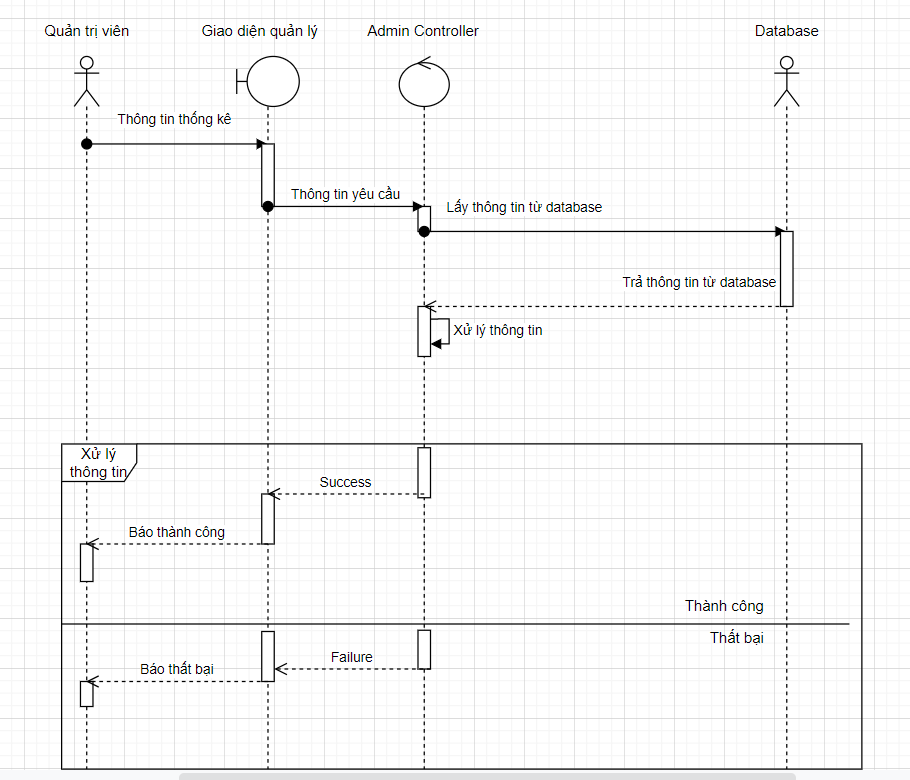 Quản trị viên
Giao diện quản lý
Admin Controller
Database
Thông tin thống kê
Thông tin yêu cầu
Lấy thông tin từ database
Trả thông tin từ database
Xử lý thông tin
Xử lý
thông tin
Success
Báo thành công
Thành công
Thất bại
Failure
Báo thất bại